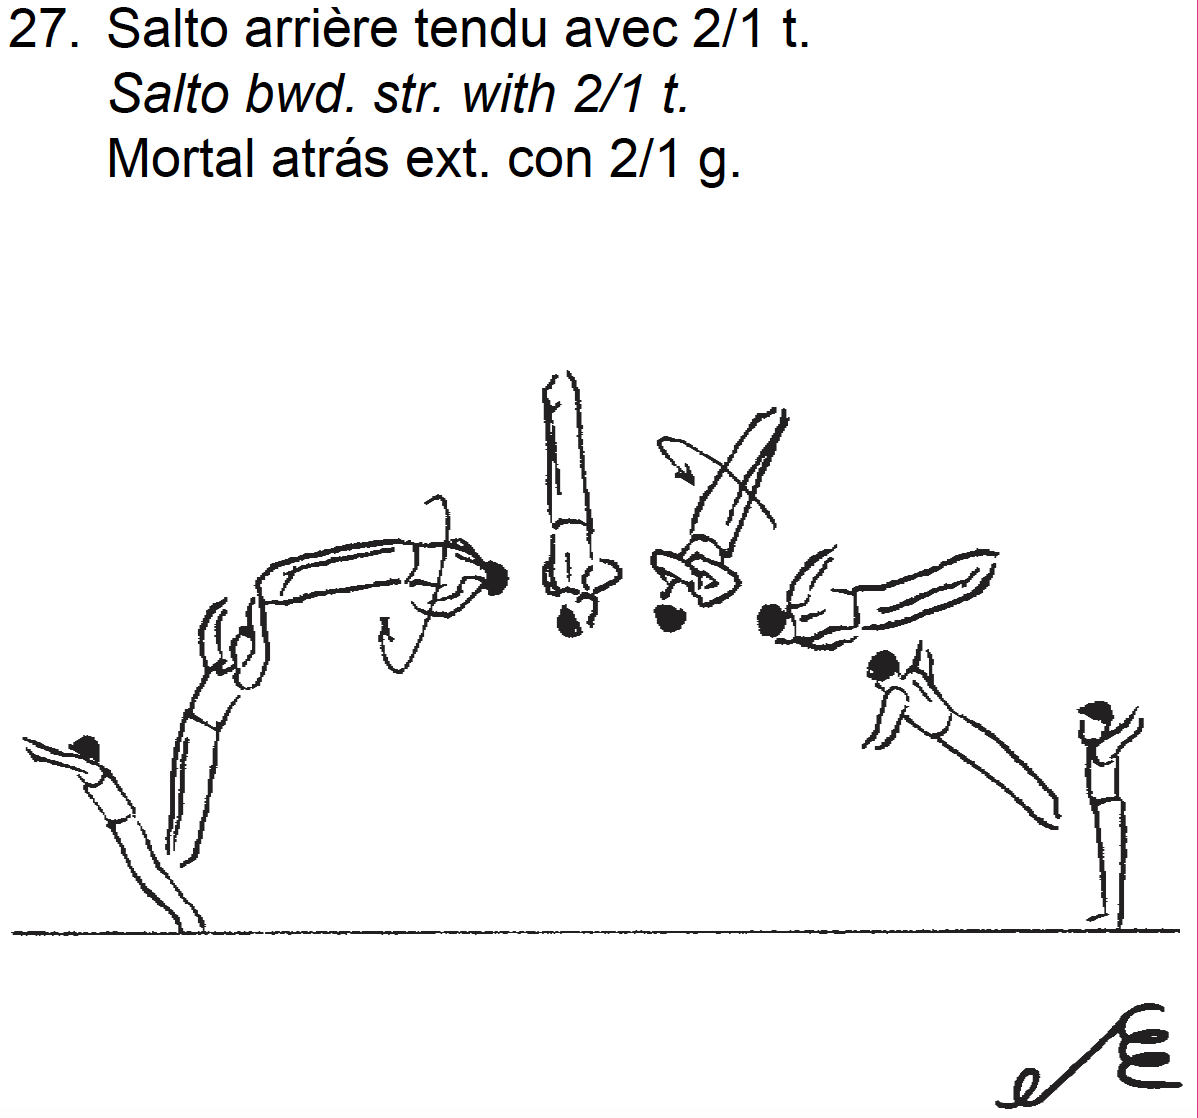 27. Salto arrière tendu avec 2/1 t.
Salto bwd. str. with 2/1 t.
Mortal atrás ext. con 2/1 g.